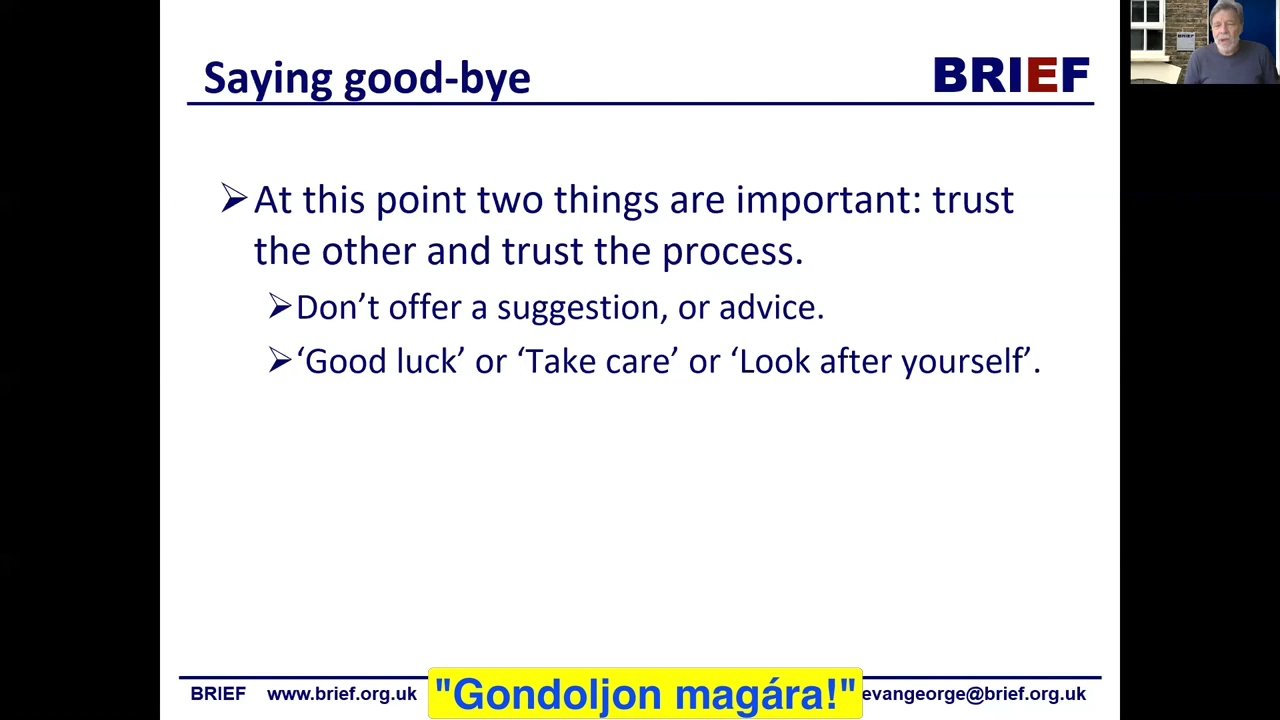 Saying good-bye
BRIEF
At this point two things are important: trust
the other and trust the process.
Don’t offer a suggestion, or advice.
‘Good luck’ or ‘Take care’ or ‘Look after yourself’.
BRIEF www.brief.org.uk
evangeorge@brief.org.uk
"Gondoljon magára!"
BRIEF